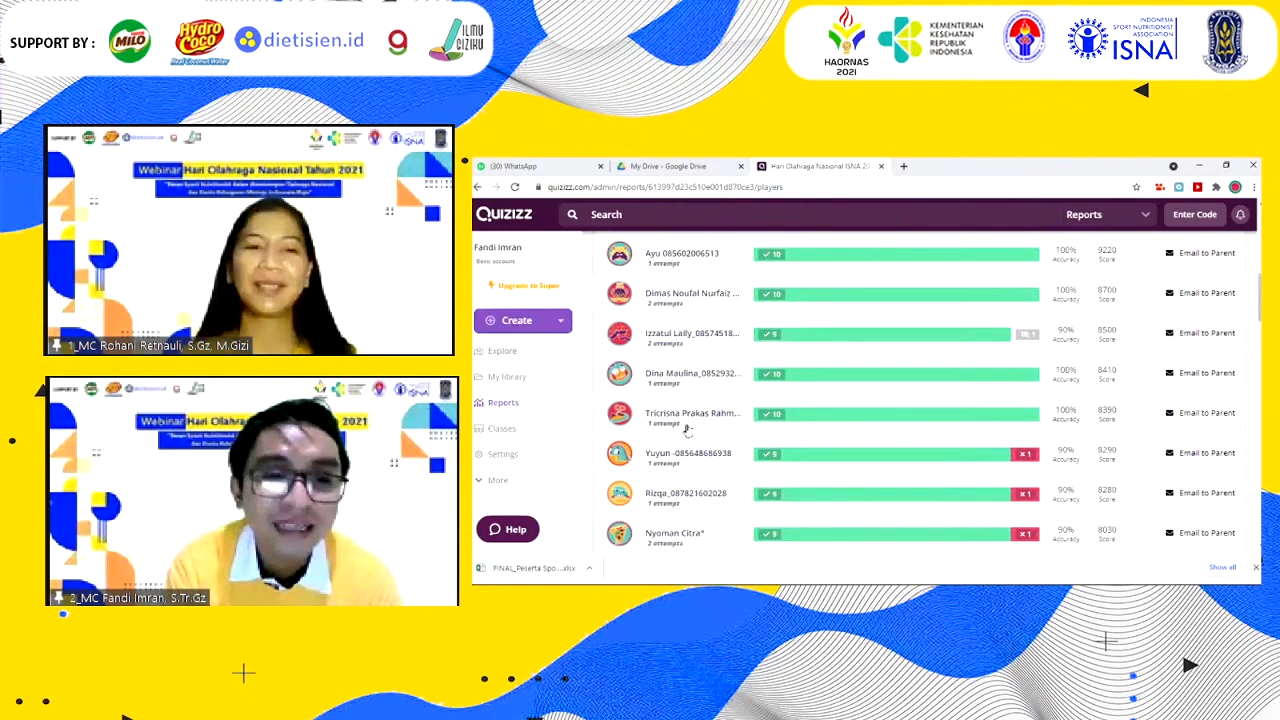 SUPPORT BY :
MILO
HYDRO COCO
Real Coconut Water
dietisien.id
g
ILMU GIZIKU
HAORNAS
2021
KEMENTERIAN
KESEHATAN
REPUBLIK
INDONESIA
INDONESIA
SPORT NUTRITIONIST
ASSOCIATION
ISNA
Webinar Hari Olahraga Nasional Tahun 2021
1_MC Rohani Retnauli, S.Gz, M.Gizi
Webinar Hari Olahra
2021
2_MC Fandi Imran, S.Tr.Gz
(30) WhatsApp
My Drive - Google Drive
Hari Olahraga Nasional ISNA 20
QUIZIZZ
Search
Reports
Enter Code
Fandi Imran
Basic account
Upgrade to Super
Create
Explore
My library
Reports
Classes
Settings
More
Help
Ayu 085602006513
1 attempt
10
100%
Accuracy
9220
Score
Email to Parent
Dimas Noufal Nurfaiz ...
2 attempts
10
100%
Accuracy
8700
Score
Email to Parent
Izzatul Laily_08574518...
2 attempts
9
1
90%
Accuracy
8500
Score
Email to Parent
Dina Maulina_0852932...
1 attempt
10
100%
Accuracy
8410
Score
Email to Parent
Tricrisna Prakas Rahm...
1 attempt
10
100%
Accuracy
8390
Score
Email to Parent
Yuyun -085648686938
1 attempt
9
1
90%
Accuracy
8290
Score
Email to Parent
Rizqa_087821602028
1 attempt
9
1
90%
Accuracy
8280
Score
Email to Parent
Nyoman Citra*
2 attempts
9
1
90%
Accuracy
8030
Score
Email to Parent
FINAL_Peserta Spo....xlsx
Show all